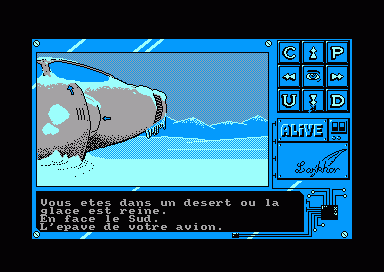 C P
U D
ALIVE
Lankhor
Vous etes dans un desert ou la
glace est reine.
En face le Sud.
L'epave de votre avion.